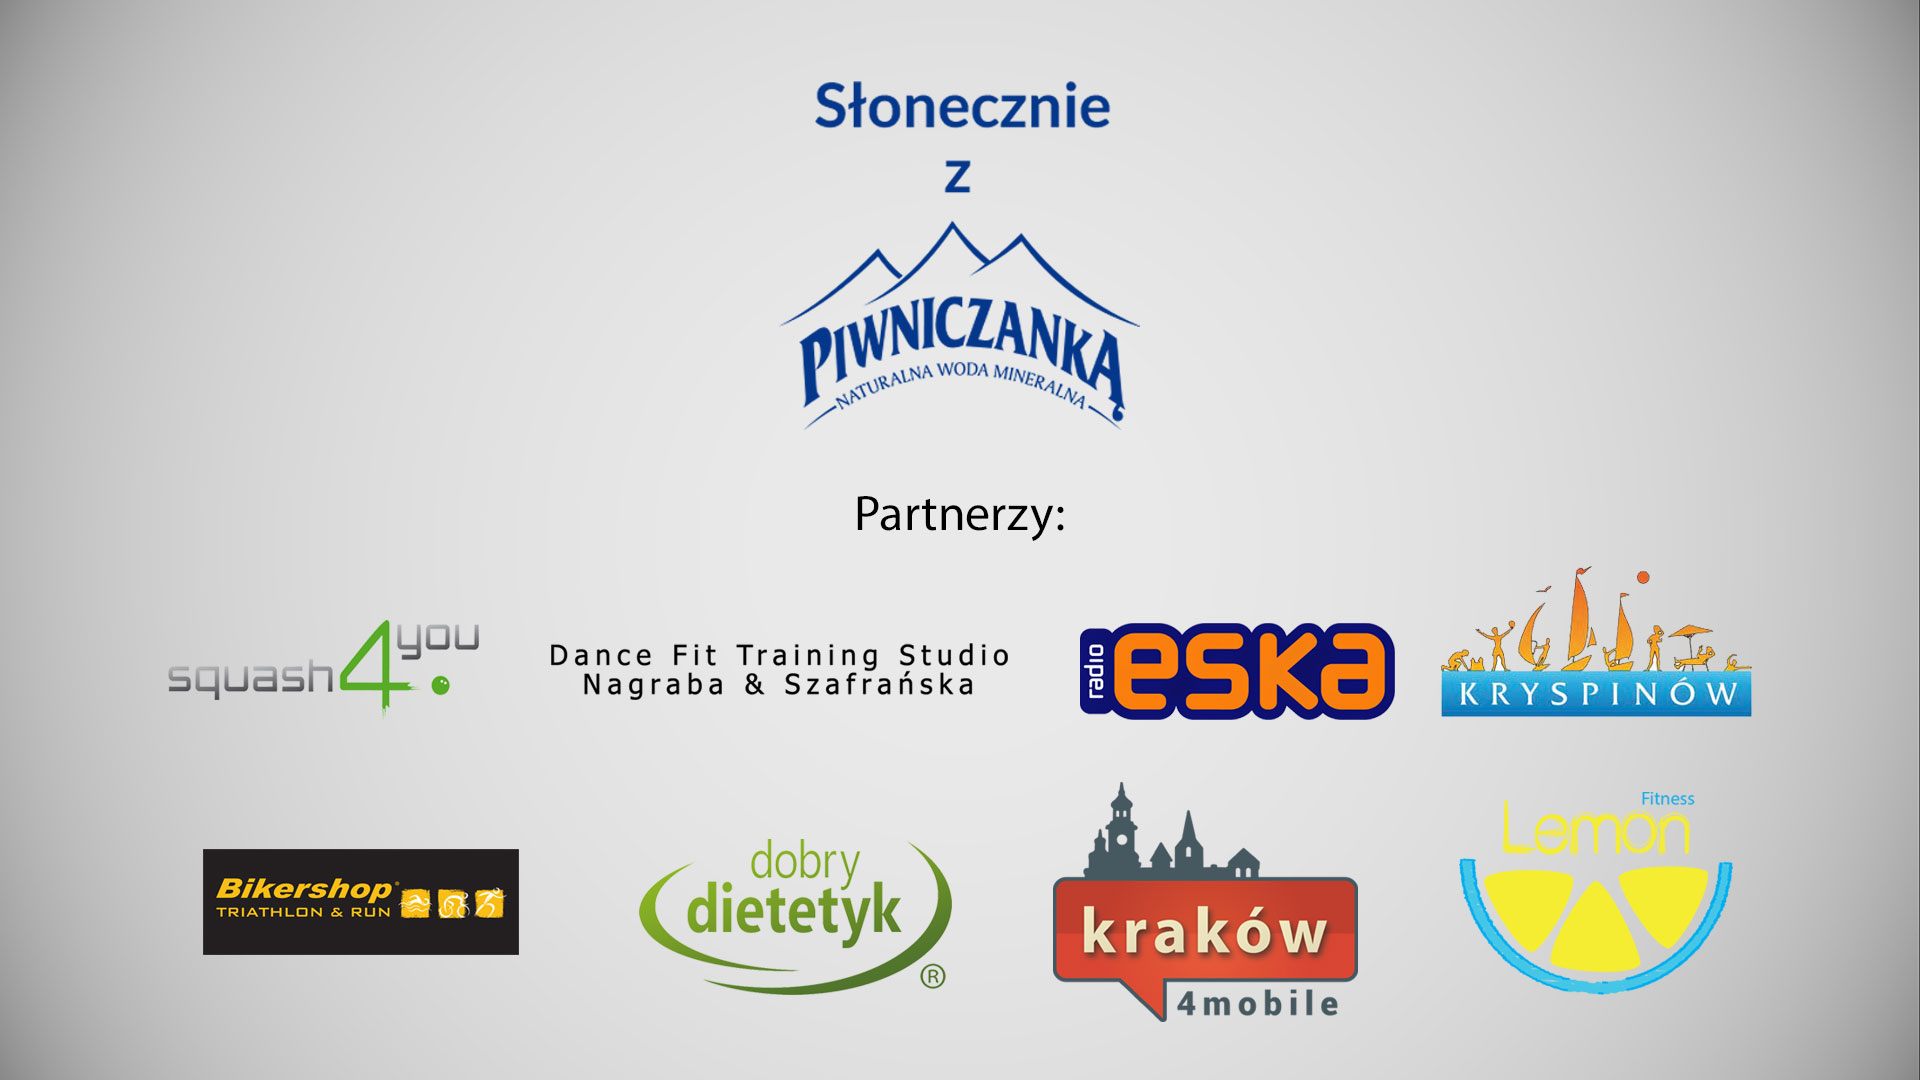 Słonecznie
z
PIWNICZANKĄ
NATURALNA WODA MINERALNA
Partnerzy:
squash4you
Dance Fit Training Studio
Nagraba & Szafrańska
radio eska
KRYSPINÓW
Bikershop
TRIATHLON & RUN
dobry
dietetyk
®
kraków
4mobile
Fitness
Lemon